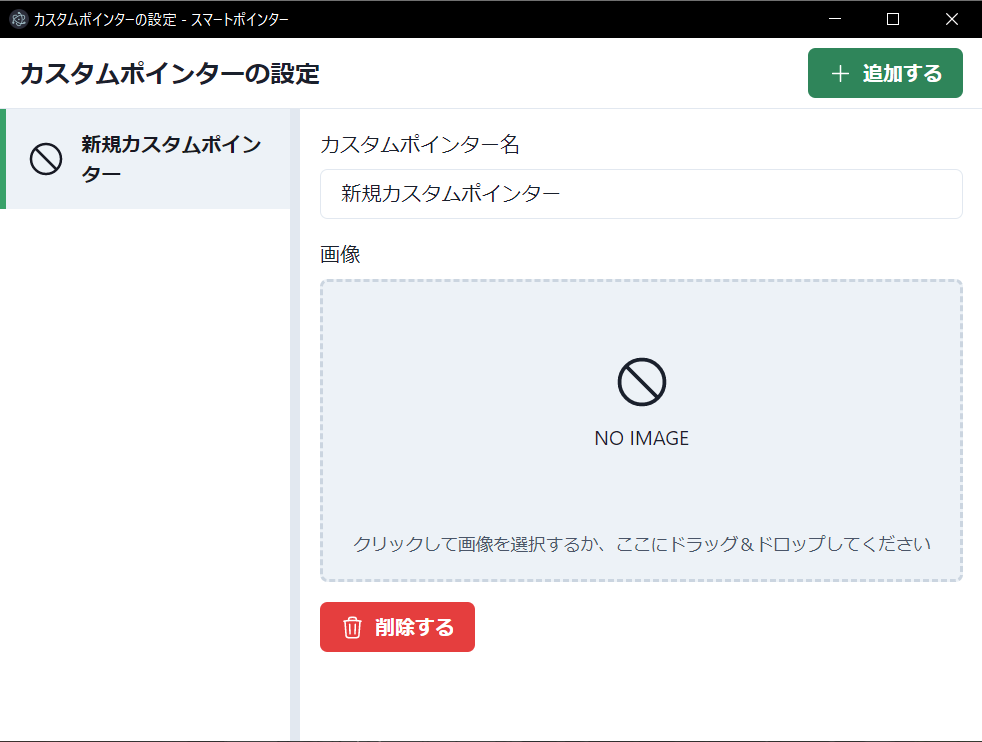 カスタムポインターの設定 - スマートポインター
カスタムポインターの設定
追加する
新規カスタムポイン
ター
カスタムポインター名
新規カスタムポインター
画像
NO IMAGE
クリックして画像を選択するか、ここにドラッグ＆ドロップしてください
削除する